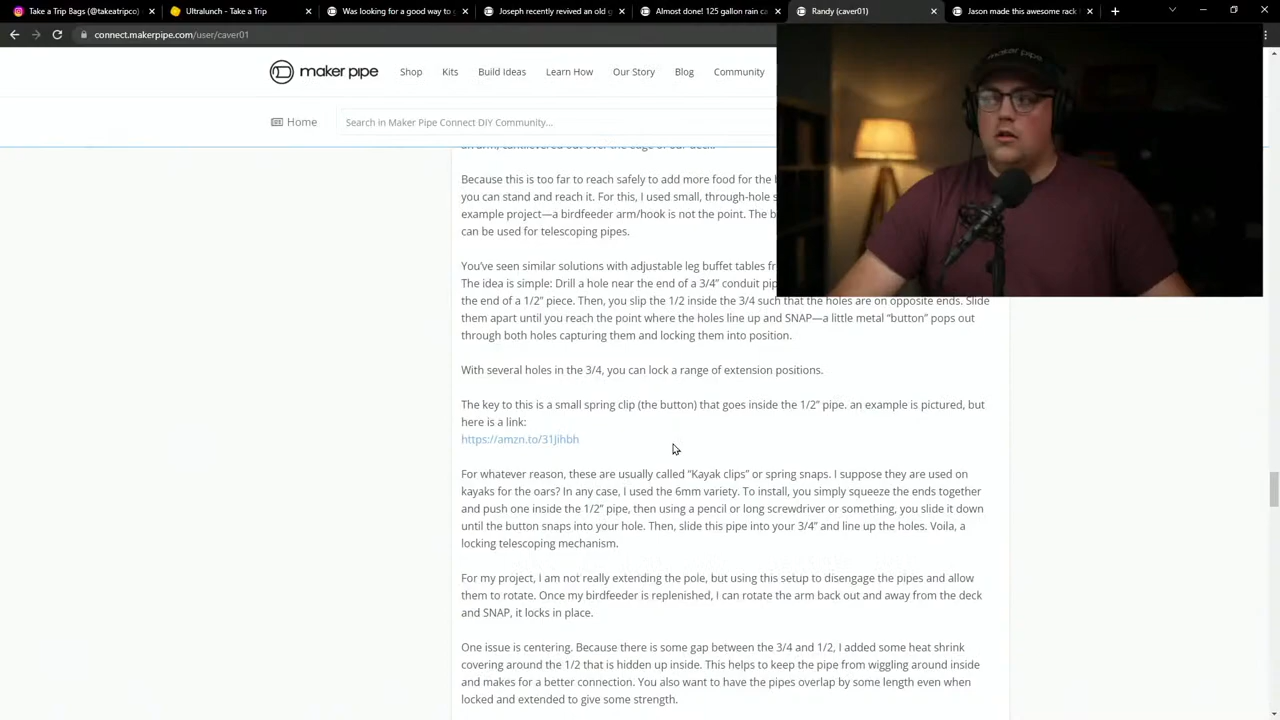 Take a Trip Bags (@takeatripco)
Ultralunch - Take a Trip
Was looking for a good way to g
Joseph recently revived an old g
Almost done! 125 gallon rain ca
Randy (caver01)
Jason made this awesome rack
connect.makerpipe.com/user/caver01
maker pipe
Shop
Kits
Build Ideas
Learn How
Our Story
Blog
Community
maker pipe
Home
Search in Maker Pipe Connect DIY Community...
an arm, cantilevered out over the edge of our deck.
Because this is too far to reach safely to add more food for the b
you can stand and reach it. For this, I used small, through-hole s
example project—a birdfeeder arm/hook is not the point. The b
can be used for telescoping pipes.
You've seen similar solutions with adjustable leg buffet tables fr
The idea is simple: Drill a hole near the end of a 3/4" conduit pip
the end of a 1/2" piece. Then, you slip the 1/2 inside the 3/4 such that the holes are on opposite ends. Slide
them apart until you reach the point where the holes line up and SNAP—a little metal “button” pops out
through both holes capturing them and locking them into position.
With several holes in the 3/4, you can lock a range of extension positions.
The key to this is a small spring clip (the button) that goes inside the 1/2” pipe. an example is pictured, but
here is a link:
https://amzn.to/31Jihbh
For whatever reason, these are usually called “Kayak clips” or spring snaps. I suppose they are used on
kayaks for the oars? In any case, I used the 6mm variety. To install, you simply squeeze the ends together
and push one inside the 1/2” pipe, then using a pencil or long screwdriver or something, you slide it down
until the button snaps into your hole. Then, slide this pipe into your 3/4” and line up the holes. Voila, a
locking telescoping mechanism.
For my project, I am not really extending the pole, but using this setup to disengage the pipes and allow
them to rotate. Once my birdfeeder is replenished, I can rotate the arm back out and away from the deck
and SNAP, it locks in place.
One issue is centering. Because there is some gap between the 3/4 and 1/2, I added some heat shrink
covering around the 1/2 that is hidden up inside. This helps to keep the pipe from wiggling around inside
and makes for a better connection. You also want to have the pipes overlap by some length even when
locked and extended to give some strength.